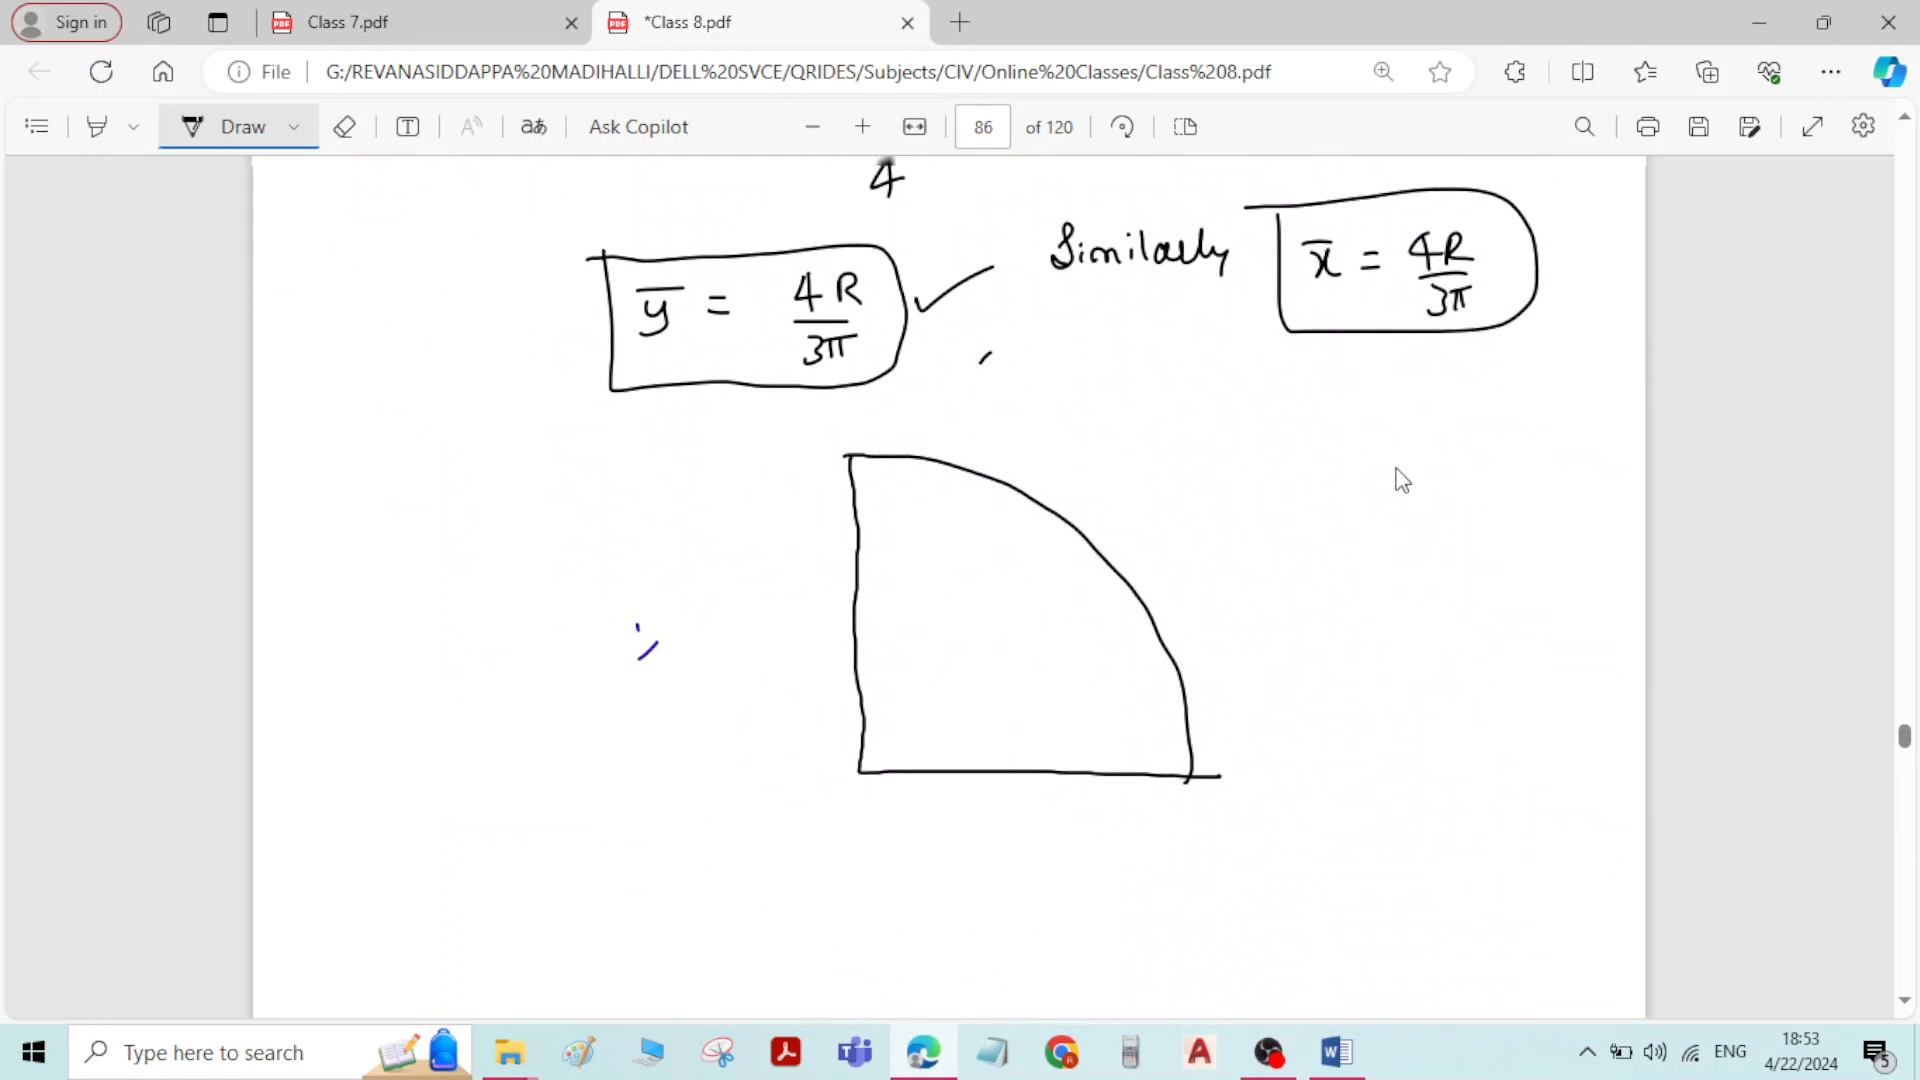 Sign in
Class 7.pdf
*Class 8.pdf
File
G:/REVANASIDDAPPA%20MADIHALLI/DELL%20SVCE/QRIDES/Subjects/CIV/Online%20Classes/Class%208.pdf
Draw
Ask Copilot
86 of 120
4
y̅ = 4R/3π
Similarly x̅ = 4R/3π
Type here to search
ENG
18:53
4/22/2024
5